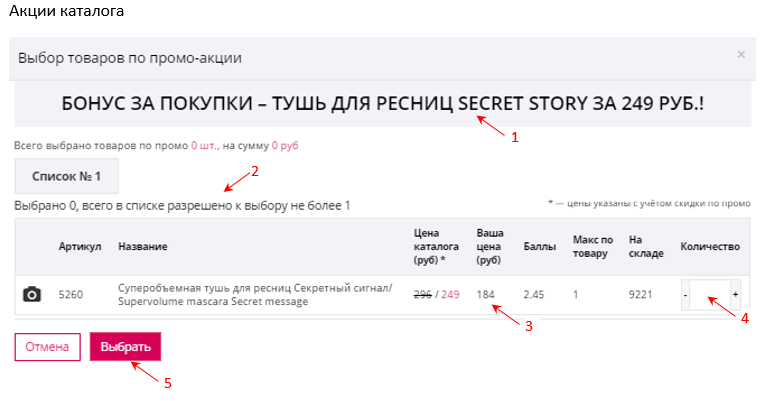 Акции каталога
Выбор товаров по промо-акции ×
БОНУС ЗА ПОКУПКИ – ТУШЬ ДЛЯ РЕСНИЦ SECRET STORY ЗА 249 РУБ.!
1
Всего выбрано товаров по промо 0 шт., на сумму 0 руб
Список № 1
2
Выбрано 0, всего в списке разрешено к выбору не более 1
* — цены указаны с учётом скидки по промо
Артикул Название Цена каталога (руб) * Ваша цена (руб) Баллы Макс по товару На складе Количество
5260 Суперобъемная тушь для ресниц Секретный сигнал/ 296 / 249 184 2.45 1 9221 - +
Supervolume mascara Secret message
3
4
Отмена Выбрать
5